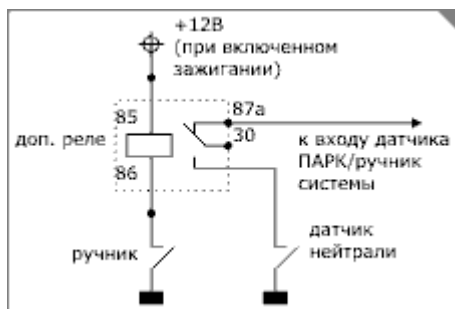 +12В
(при включенном
зажигании)
85
87а
30
доп. реле
86
к входу датчика
ПАРК/ручник
системы
ручник
датчик
нейтрали